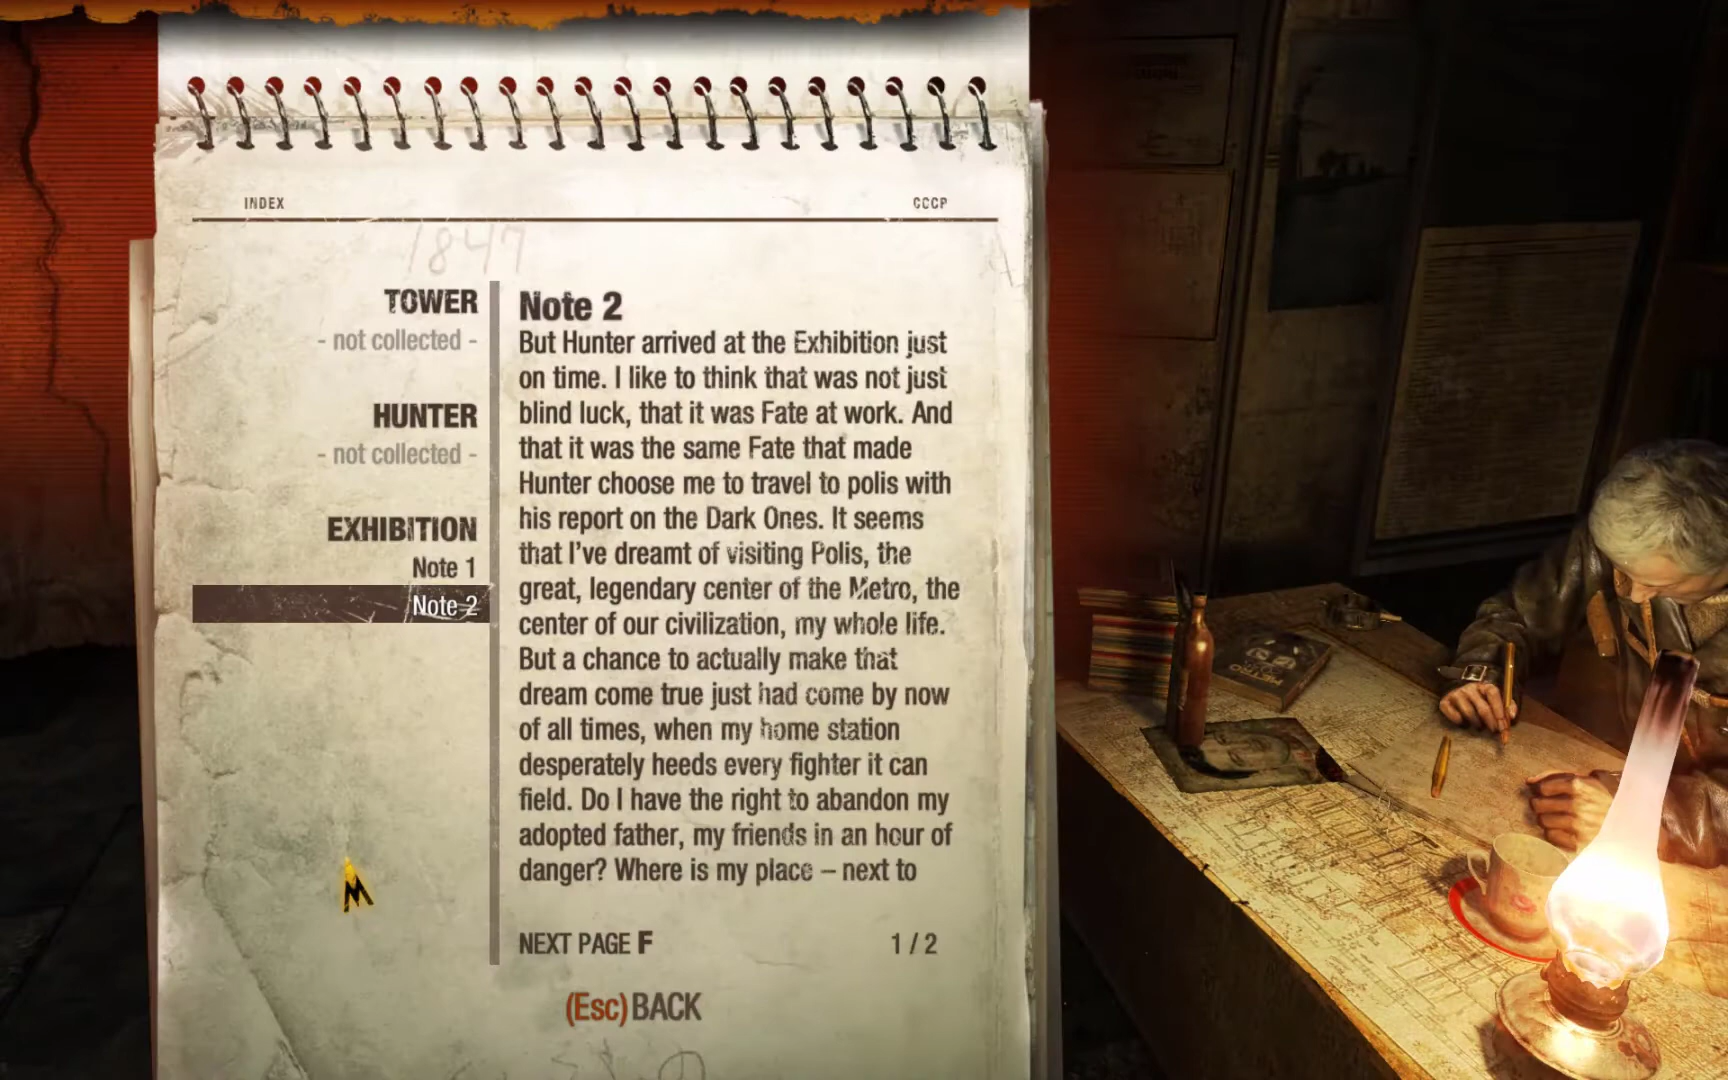 INDEX
CCCP
1847
TOWER
- not collected -
HUNTER
- not collected -
EXHIBITION
Note 1
Note 2
Note 2
But Hunter arrived at the Exhibition just
on time. I like to think that was not just
blind luck, that it was Fate at work. And
that it was the same Fate that made
Hunter choose me to travel to polis with
his report on the Dark Ones. It seems
that I've dreamt of visiting Polis, the
great, legendary center of the Metro, the
center of our civilization, my whole life.
But a chance to actually make that
dream come true just had come by now
of all times, when my home station
desperately heeds every fighter it can
field. Do I have the right to abandon my
adopted father, my friends in an hour of
danger? Where is my place – next to
NEXT PAGE F
1 / 2
(Esc) BACK
METRO